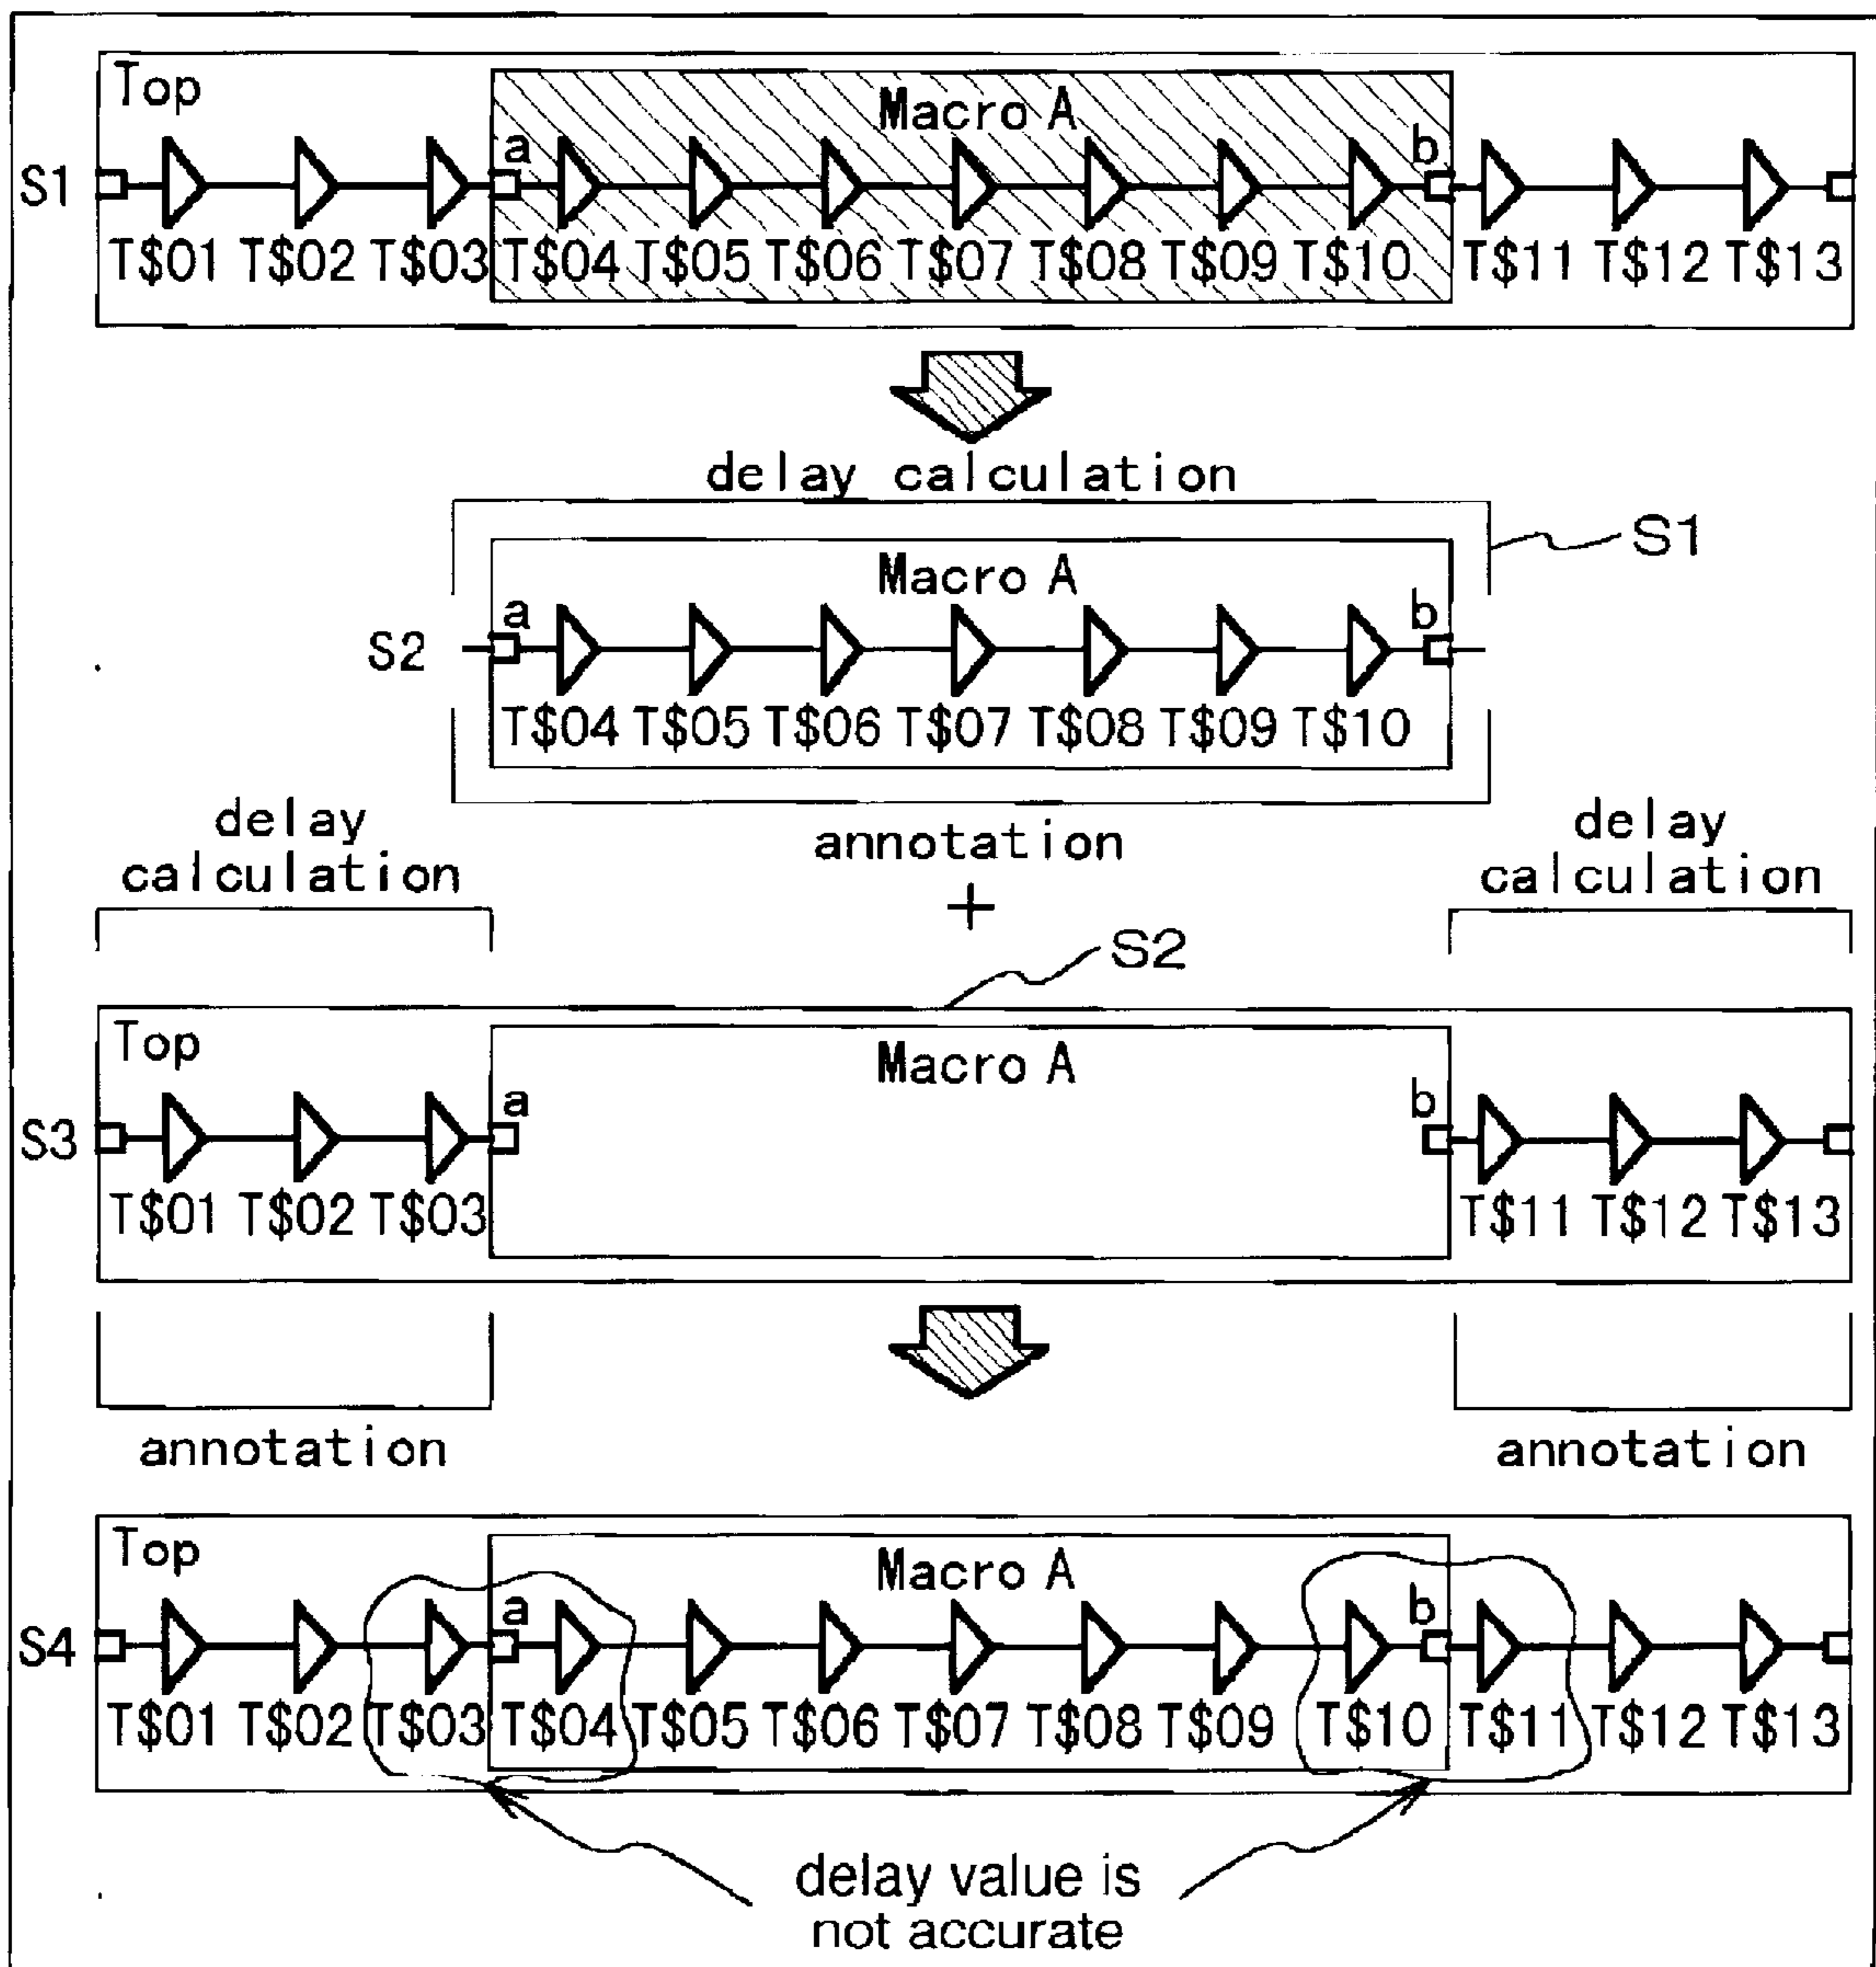 Top
Macro A
a
b
S1
T$01 T$02 T$03 T$04 T$05 T$06 T$07 T$08 T$09 T$10 T$11 T$12 T$13
delay calculation
S1
Macro A
a
b
S2
T$04 T$05 T$06 T$07 T$08 T$09 T$10
annotation
+
delay
calculation
delay
calculation
S2
Top
Macro A
a
b
S3
T$01 T$02 T$03 T$11 T$12 T$13
annotation
annotation
Top
Macro A
a
b
S4
T$01 T$02 T$03 T$04 T$05 T$06 T$07 T$08 T$09 T$10 T$11 T$12 T$13
delay value is
not accurate